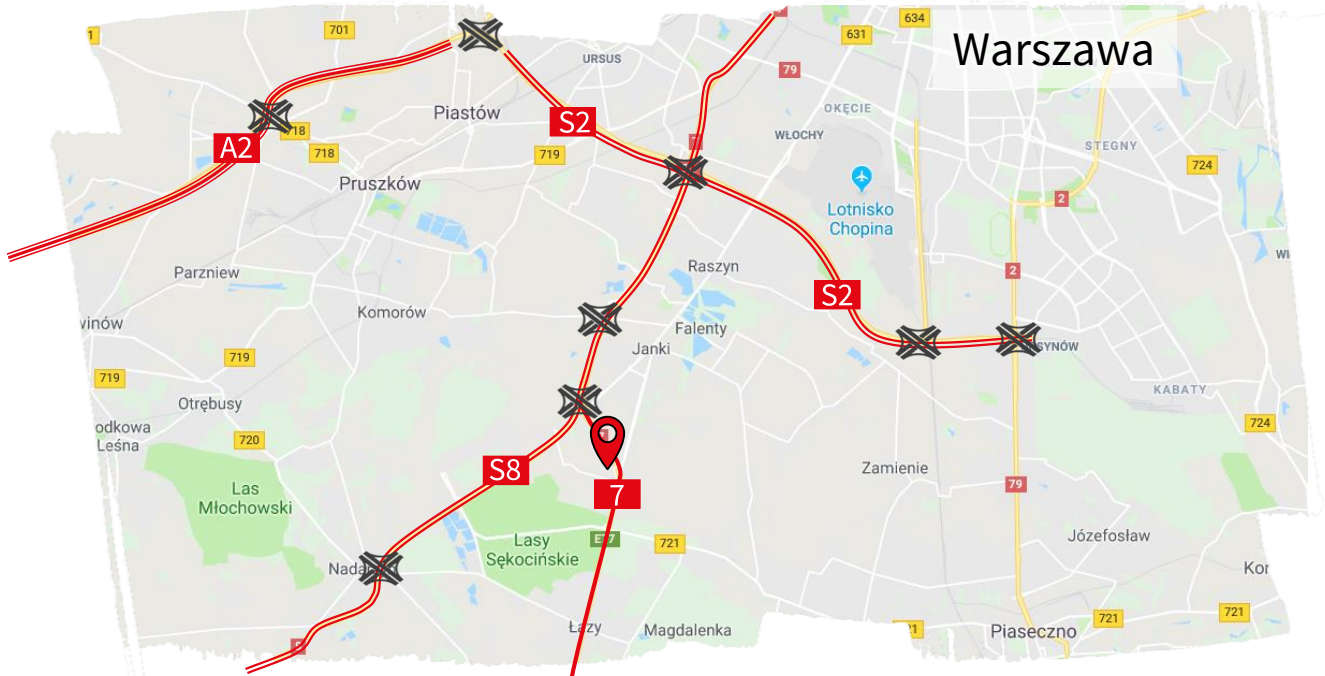 1
701
634
631
Warszawa
URSUS
79
OKĘCIE
Piastów
S2
WŁOCHY
718
A2
7
STEGNY
718
719
724
Pruszków
2
Lotnisko
Chopina
Parzniew
Raszyn
2
S2
Komorów
Falenty
Janki
719
719
KABATY
Otrębusy
724
Leśna
720
S8
Zamienie
7
79
Las
Młochowski
Lasy
Sękocińskie
721
Józefosław
Łazy
Magdalenka
Piaseczno
721
721